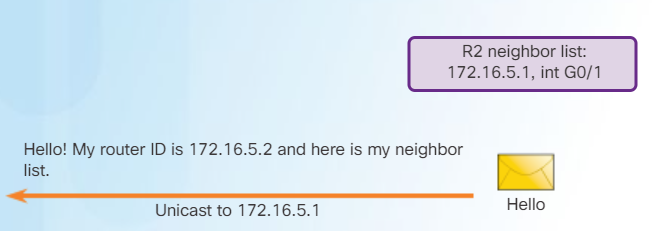 R2 neighbor list:
172.16.5.1, int G0/1
Hello! My router ID is 172.16.5.2 and here is my neighbor
list.
Unicast to 172.16.5.1
Hello